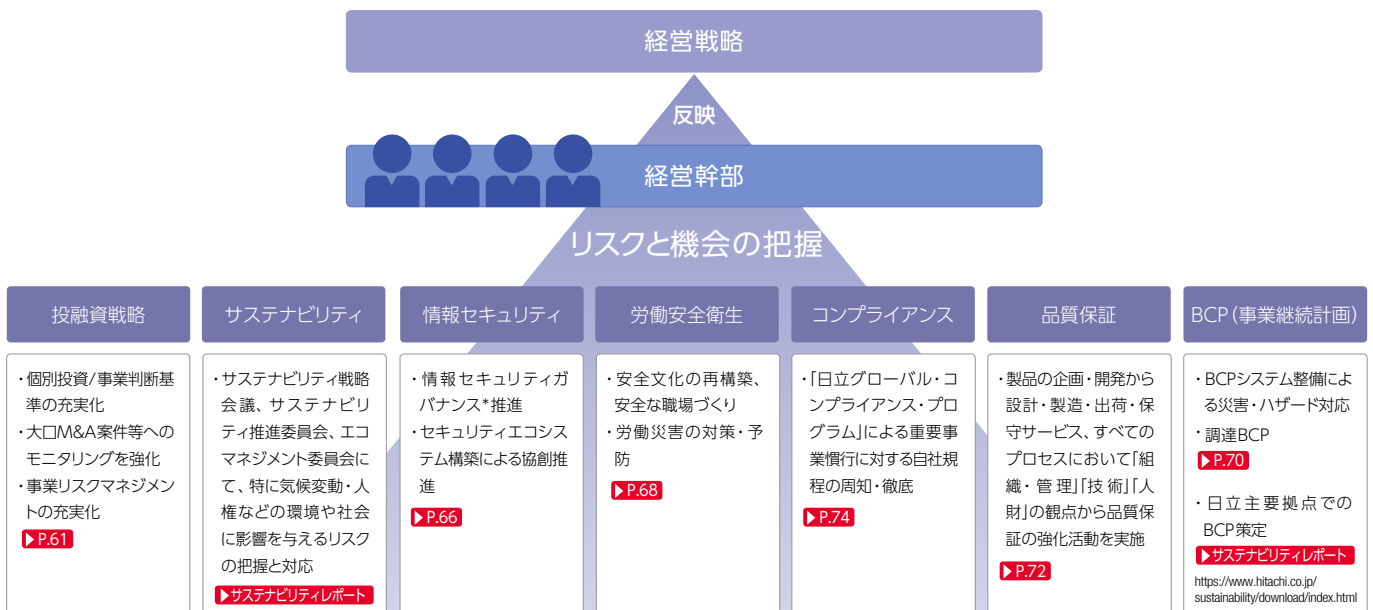 経営戦略
反映
経営幹部
リスクと機会の把握
投融資戦略
・個別投資/事業判断基
準の充実化
・大口M&A案件等への
モニタリングを強化
・事業リスクマネジメン
トの充実化
▶P.61
サステナビリティ
・サステナビリティ戦略
会議、サステナビリ
ティ推進委員会、エコ
マネジメント委員会に
て、特に気候変動・人
権などの環境や社会
に影響を与えるリスク
の把握と対応
▶サステナビリティレポート
情報セキュリティ
・情報セキュリティガ
バナンス*推進
・セキュリティエコシス
テム構築による協創推
進
▶P.66
労働安全衛生
・安全文化の再構築、
安全な職場づくり
・労働災害の対策・予
防
▶P.68
コンプライアンス
・「日立グローバル・コ
ンプライアンス・プロ
グラム」による重要事
業慣行に対する自社規
程の周知・徹底
▶P.74
品質保証
・製品の企画・開発から
設計・製造・出荷・保
守サービス、すべての
プロセスにおいて「組
織・管理」「技術」「人
財」の観点から品質保
証の強化活動を実施
▶P.72
BCP(事業継続計画)
・BCPシステム整備によ
る災害・ハザード対応
・調達BCP
▶P.70
・日立主要拠点での
BCP策定
▶サステナビリティレポート
https://www.hitachi.co.jp/
sustainability/download/index.html